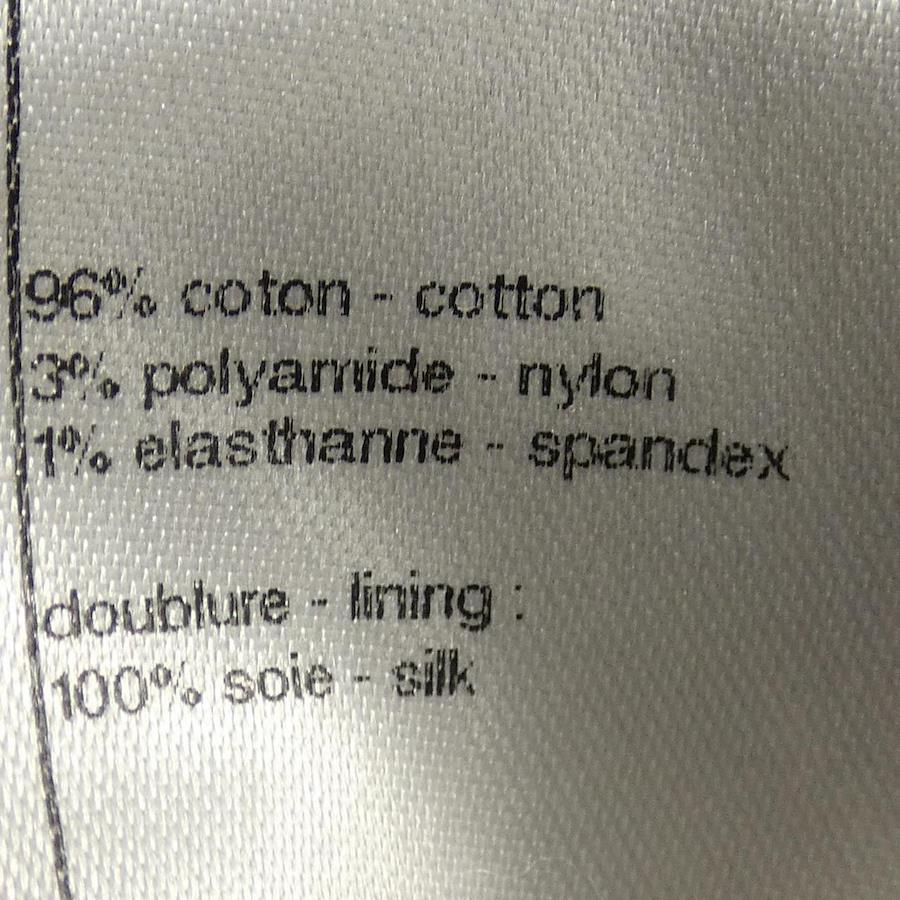 96% coton - cotton
3% polyamide - nylon
1% elasthanne - spandex
doublure - lining :
100% soie - silk